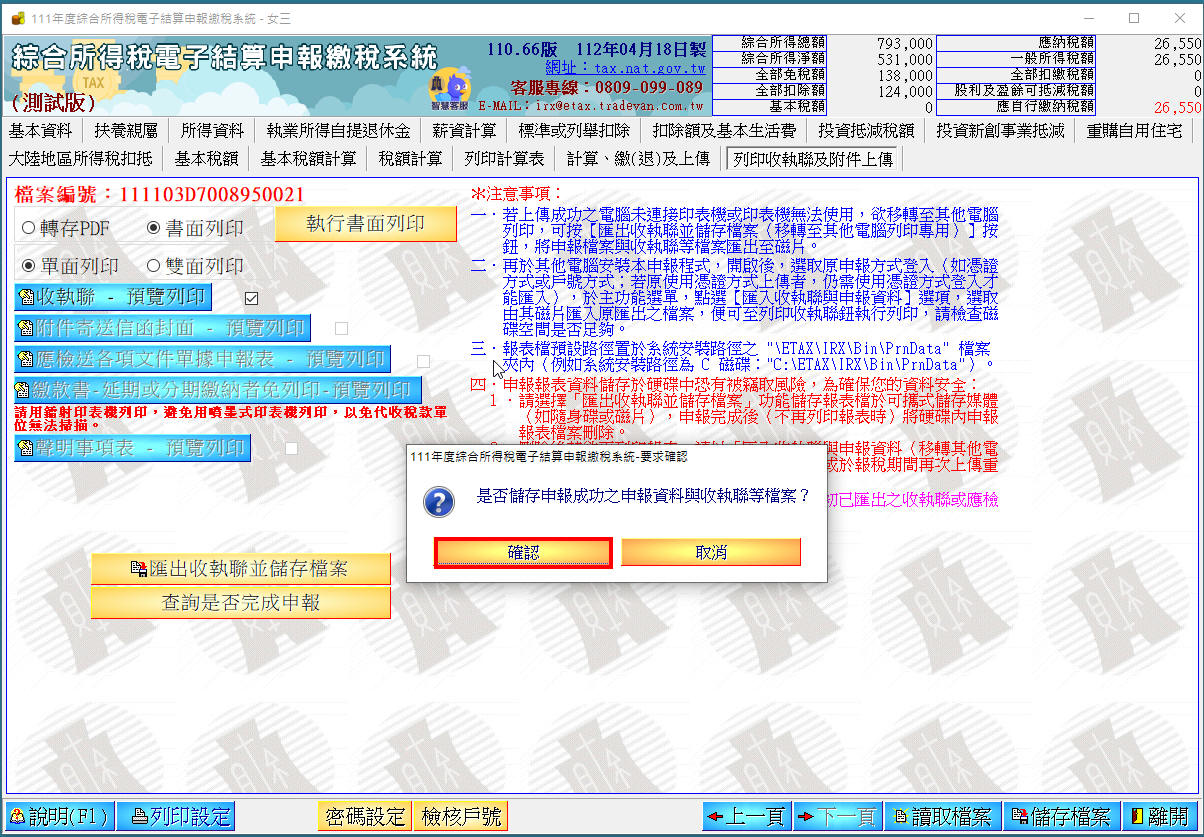 111年度綜合所得稅電子結算申報繳稅系統 - 女三
綜合所得稅電子結算申報繳稅系統
TAX
(測試版)
智慧客服
110.66版 112年04月18日製
網址：tax.nat.gov.tw
客服專線：0809-099-089
E-MAIL：irx@etax.tradevan.com.tw
綜合所得總額 793,000 應納稅額 26,550
綜合所得淨額 531,000 一般所得稅額 26,550
全部免稅額 138,000 全部扣繳稅額 0
全部扣除額 124,000 股利及盈餘可抵減稅額 0
基本稅額 0 應自行繳納稅額 26,550
基本資料 扶養親屬 所得資料 執業所得自提退休金 薪資計算 標準或列舉扣除 扣除額及基本生活費 投資抵減稅額 投資新創事業抵減 重購自用住宅
大陸地區所得稅扣抵 基本稅額 基本稅額計算 稅額計算 列印計算表 計算、繳(退)及上傳 列印收執聯及附件上傳
檔案編號：111103D7008950021
轉存PDF 書面列印 執行書面列印
單面列印 雙面列印
收執聯 - 預覽列印
附件寄送信函封面 - 預覽列印
應檢送各項文件單據申報表 - 預覽列印
繳款書-延期或分期繳納者免列印-預覽列印
請用鐳射印表機列印，避免用噴墨式印表機列印，以免代收稅款單
位無法掃描。
聲明事項表 - 預覽列印
匯出收執聯並儲存檔案
查詢是否完成申報
＊注意事項：
一．若上傳成功之電腦未連接印表機或印表機無法使用，欲移轉至其他電腦
列印，可按［匯出收執聯並儲存檔案（移轉至其他電腦列印專用）］按
鈕，將申報檔案與收執聯等檔案匯出至磁片。
二．再於其他電腦安裝本申報程式，開啟後，選取原申報方式登入（如憑證
方式或戶號方式；若原使用憑證方式上傳者，仍需使用憑證方式登入才
能匯入），於主功能選單，點選［匯入收執聯與申報資料］選項，選取
由其磁片匯入原匯出之檔案，便可至列印收執聯鈕執行列印，請檢查磁
碟空間是否足夠。
三．報表檔預設路徑置於系統安裝路徑之 "\ETAX\IRX\Bin\PrnData" 檔案
夾內（例如系統安裝路徑為 C 磁碟："C:\ETAX\IRX\Bin\PrnData"）。
四．申報報表資料儲存於硬碟中恐有被竊取風險，為確保您的資料安全：
1．請選擇「匯出收執聯並儲存檔案」功能儲存報表檔於可攜式儲存媒體
（如隨身碟或磁片），申報完成後（不再列印報表時）將硬碟內申報
報表檔案刪除。
與申報資料（移轉其他電
或於報稅期間再次上傳重
初已匯出之收執聯或應檢
111年度綜合所得稅電子結算申報繳稅系統-要求確認
是否儲存申報成功之申報資料與收執聯等檔案？
確認 取消
說明(F1) 列印設定 密碼設定 檢核戶號 上一頁 下一頁 讀取檔案 儲存檔案 離開